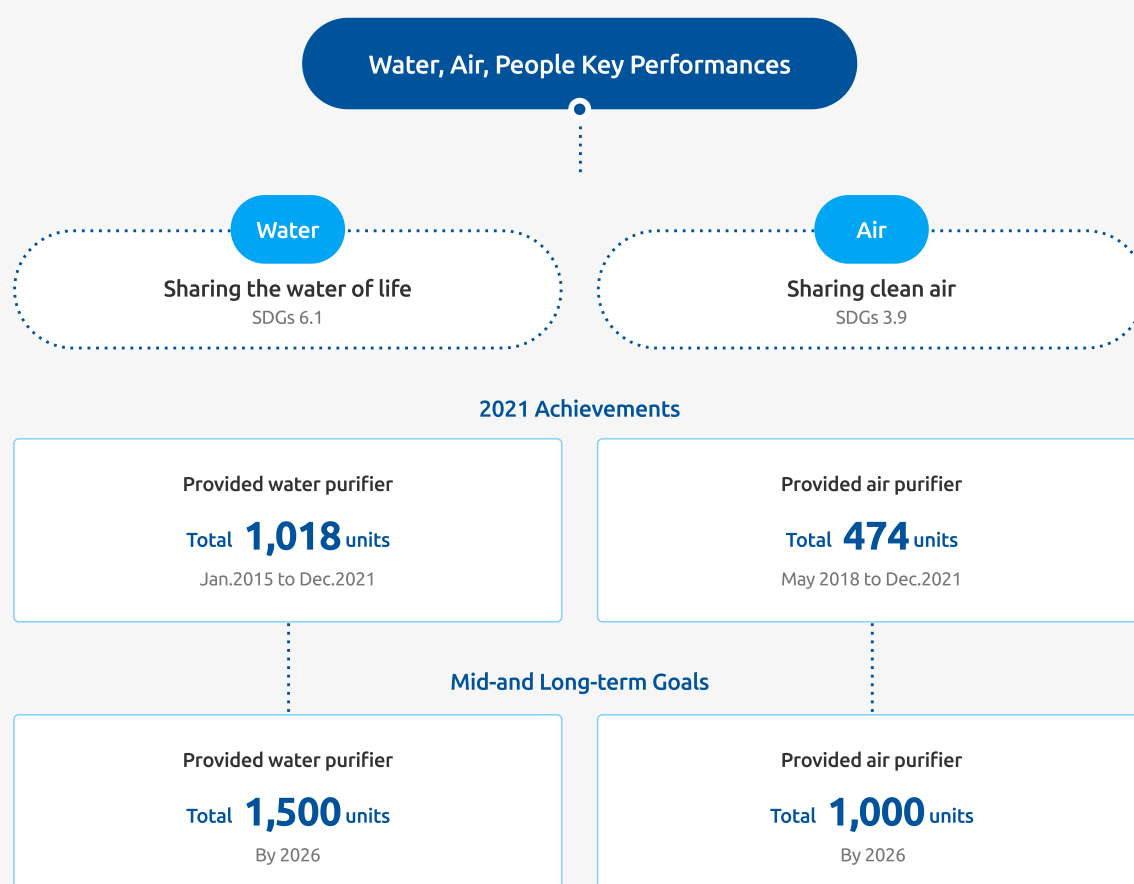 Water, Air, People Key Performances
Water
Sharing the water of life
SDGs 6.1
Air
Sharing clean air
SDGs 3.9
2021 Achievements
Provided water purifier
Total 1,018 units
Jan.2015 to Dec.2021
Provided air purifier
Total 474 units
May 2018 to Dec.2021
Mid-and Long-term Goals
Provided water purifier
Total 1,500 units
By 2026
Provided air purifier
Total 1,000 units
By 2026